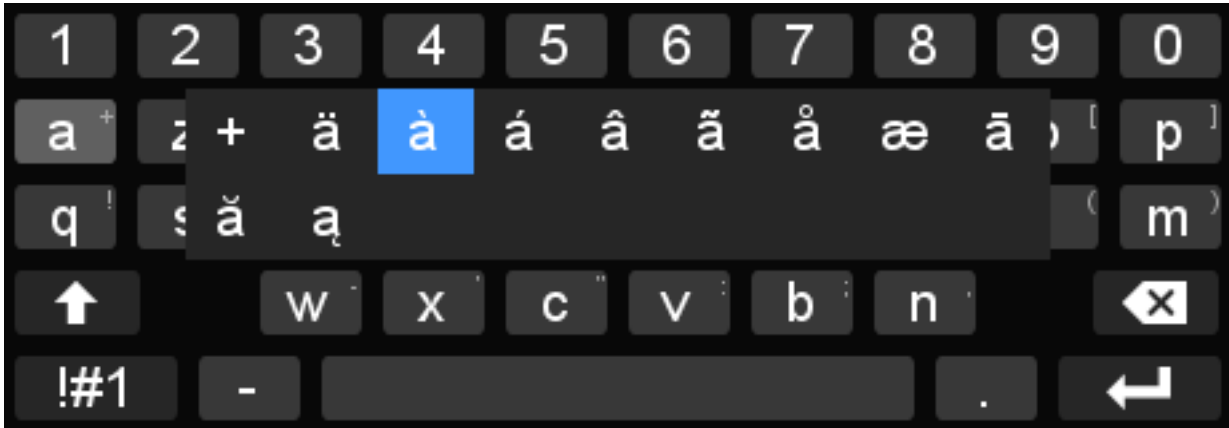 1 2 3 4 5 6 7 8 9 0
a + + ä à á â ã å æ ā [ p ]
q ! ă ą ( m )
w - x ' c " v : b ; n ,
!#1 - .